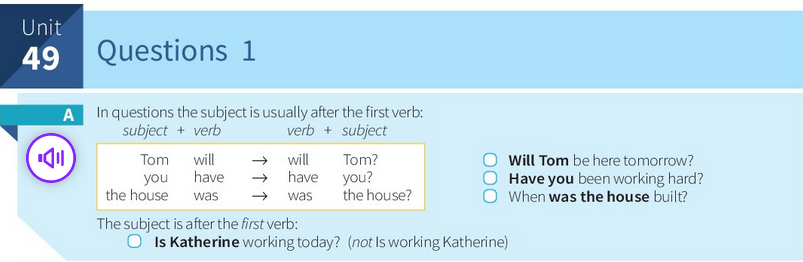 Unit
49
Questions 1
A
In questions the subject is usually after the first verb:
subject + verb verb + subject
Tom will → will Tom?
you have → have you?
the house was → was the house?
Will Tom be here tomorrow?
Have you been working hard?
When was the house built?
The subject is after the first verb:
Is Katherine working today? (not Is working Katherine)